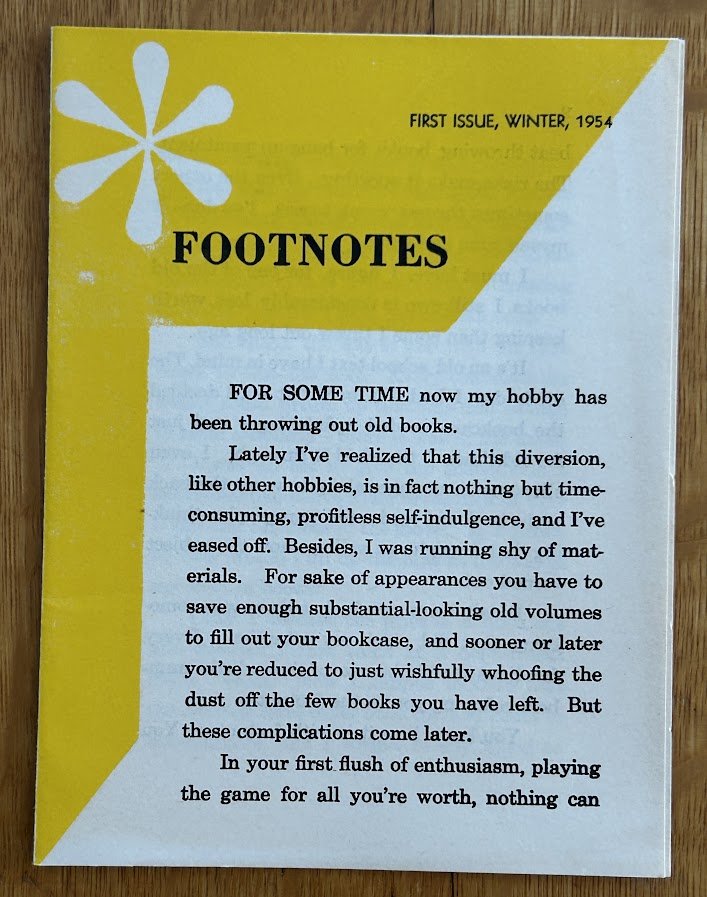 FIRST ISSUE, WINTER, 1954
FOOTNOTES
FOR SOME TIME now my hobby has
been throwing out old books.
Lately I've realized that this diversion,
like other hobbies, is in fact nothing but time-
consuming, profitless self-indulgence, and I've
eased off. Besides, I was running shy of mat-
erials. For sake of appearances you have to
save enough substantial-looking old volumes
to fill out your bookcase, and sooner or later
you're reduced to just wishfully whoofing the
dust off the few books you have left. But
these complications come later.
In your first flush of enthusiasm, playing
the game for all you're worth, nothing can